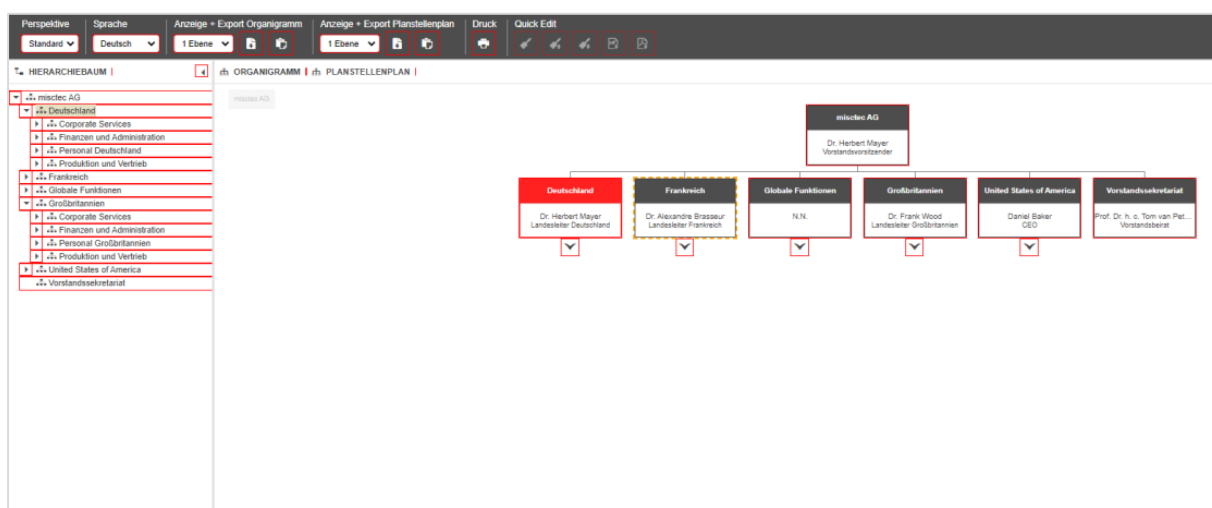 Perspektive Sprache Anzeige + Export Organigramm Anzeige + Export Planstellenplan Druck Quick Edit
Standard Deutsch 1 Ebene 1 Ebene
HIERARCHIEBAUM
ORGANIGRAMM PLANSTELLENPLAN
misctec AG
Deutschland
Corporate Services
Finanzen und Administration
Personal Deutschland
Produktion und Vertrieb
Frankreich
Globale Funktionen
Großbritannien
Corporate Services
Finanzen und Administration
Personal Großbritannien
Produktion und Vertrieb
United States of America
Vorstandssekretariat
misctec AG
misctec AG
Dr. Herbert Mayer
Vorstandsvorsitzender
Deutschland
Dr. Herbert Mayer
Landesleiter Deutschland
Frankreich
Dr. Alexandre Brasseur
Landesleiter Frankreich
Globale Funktionen
N.N.
Großbritannien
Dr. Frank Wood
Landesleiter Großbritannien
United States of America
Daniel Baker
CEO
Vorstandssekretariat
Prof. Dr. h. c. Tom van Pet...
Vorstandsbeirat